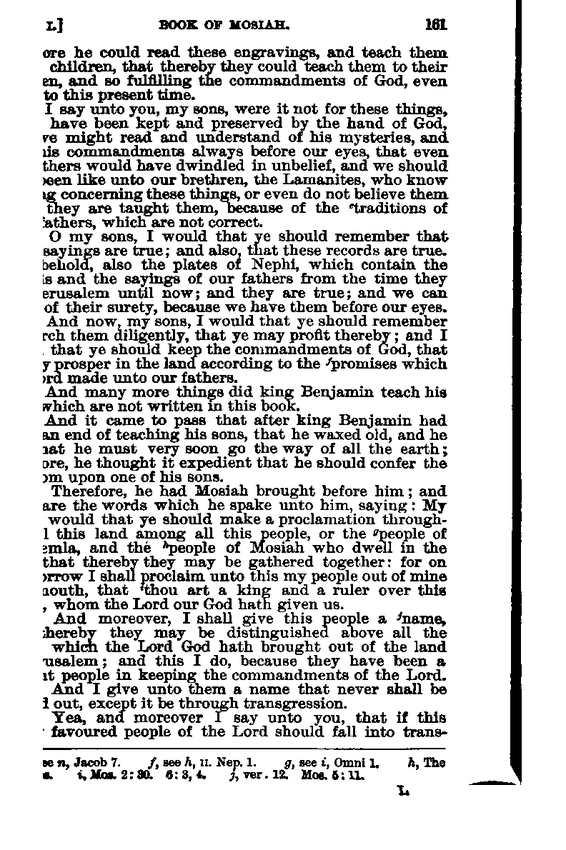 I.] BOOK OF MOSIAH. 161
ore he could read these engravings, and teach them
children, that thereby they could teach them to their
en, and so fulfilling the commandments of God, even
to this present time.
I say unto you, my sons, were it not for these things,
have been kept and preserved by the hand of God,
ve might read and understand of his mysteries, and
his commandments always before our eyes, that even
thers would have dwindled in unbelief, and we should
been like unto our brethren, the Lamanites, who know
ng concerning these things, or even do not believe them
they are taught them, because of the ᵉtraditions of
fathers, which are not correct.
O my sons, I would that ye should remember that
sayings are true; and also, that these records are true.
behold, also the plates of Nephi, which contain the
is and the sayings of our fathers from the time they
erusalem until now; and they are true; and we can
of their surety, because we have them before our eyes.
And now, my sons, I would that ye should remember
rch them diligently, that ye may profit thereby; and I
that ye should keep the commandments of God, that
y prosper in the land according to the ᶠpromises which
ord made unto our fathers.
And many more things did king Benjamin teach his
which are not written in this book.
And it came to pass that after king Benjamin had
an end of teaching his sons, that he waxed old, and he
hat he must very soon go the way of all the earth;
ore, he thought it expedient that he should confer the
om upon one of his sons.
Therefore, he had Mosiah brought before him; and
are the words which he spake unto him, saying: My
would that ye should make a proclamation through-
l this land among all this people, or the ᵍpeople of
emla, and the ʰpeople of Mosiah who dwell in the
that thereby they may be gathered together: for on
orrow I shall proclaim unto this my people out of mine
mouth, that ⁱthou art a king and a ruler over this
, whom the Lord our God hath given us.
And moreover, I shall give this people a ʲname,
thereby they may be distinguished above all the
which the Lord God hath brought out of the land
rusalem; and this I do, because they have been a
nt people in keeping the commandments of the Lord.
And I give unto them a name that never shall be
d out, except it be through transgression.
Yea, and moreover I say unto you, that if this
favoured people of the Lord should fall into trans-
se n, Jacob 7. f, see h, II. Nep. 1. g, see i, Omni 1. h, The
s. i, Mos. 2: 30. 6: 3, 4. j, ver. 12. Mos. 5: 11.
L